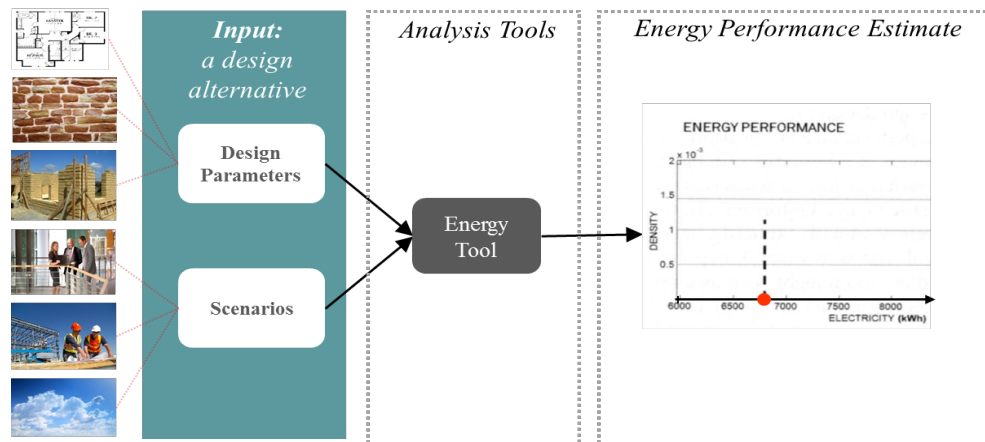 Input:
a design
alternative
Design
Parameters
Scenarios
Analysis Tools
Energy
Tool
Energy Performance Estimate
ENERGY PERFORMANCE
2 × 10⁻³
1.5
1
0.5
DENSITY
6000 6500 7000 7500 8000
ELECTRICITY (kWh)